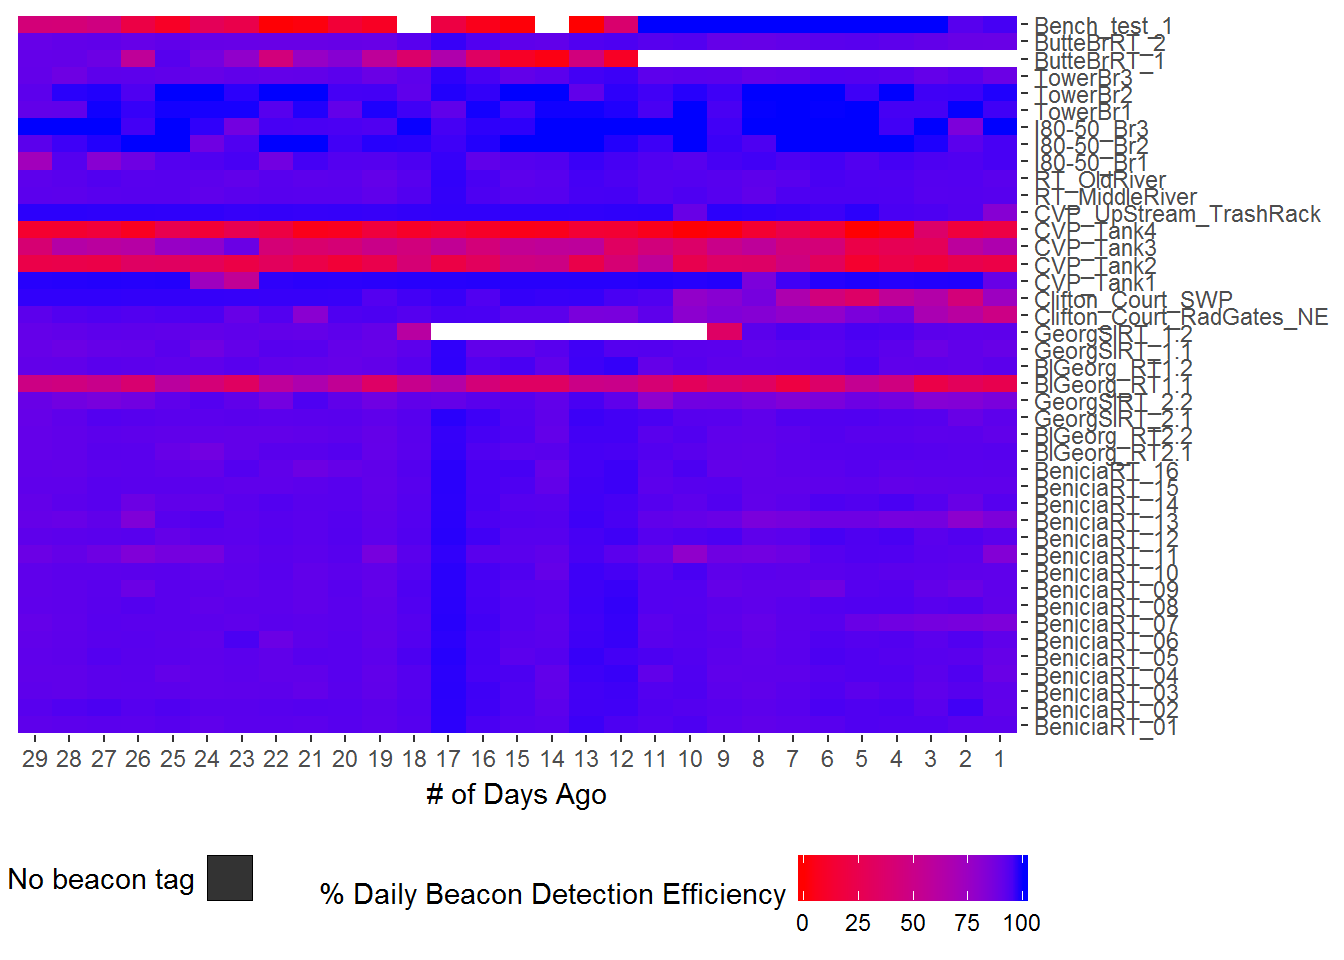 Bench_test_1
ButteBrRT_2
ButteBrRT_1
TowerBr3
TowerBr2
TowerBr1
I80-50_Br3
I80-50_Br2
I80-50_Br1
RT_OldRiver
RT_MiddleRiver
CVP_UpStream_TrashRack
CVP_Tank4
CVP_Tank3
CVP_Tank2
CVP_Tank1
Clifton_Court_SWP
Clifton_Court_RadGates_NE
GeorgSlRT_1.2
GeorgSlRT_1.1
BlGeorg_RT1.2
BlGeorg_RT1.1
GeorgSlRT_2.2
GeorgSlRT_2.1
BlGeorg_RT2.2
BlGeorg_RT2.1
BeniciaRT_16
BeniciaRT_15
BeniciaRT_14
BeniciaRT_13
BeniciaRT_12
BeniciaRT_11
BeniciaRT_10
BeniciaRT_09
BeniciaRT_08
BeniciaRT_07
BeniciaRT_06
BeniciaRT_05
BeniciaRT_04
BeniciaRT_03
BeniciaRT_02
BeniciaRT_01
29 28 27 26 25 24 23 22 21 20 19 18 17 16 15 14 13 12 11 10 9 8 7 6 5 4 3 2 1
# of Days Ago
No beacon tag
% Daily Beacon Detection Efficiency
0 25 50 75 100